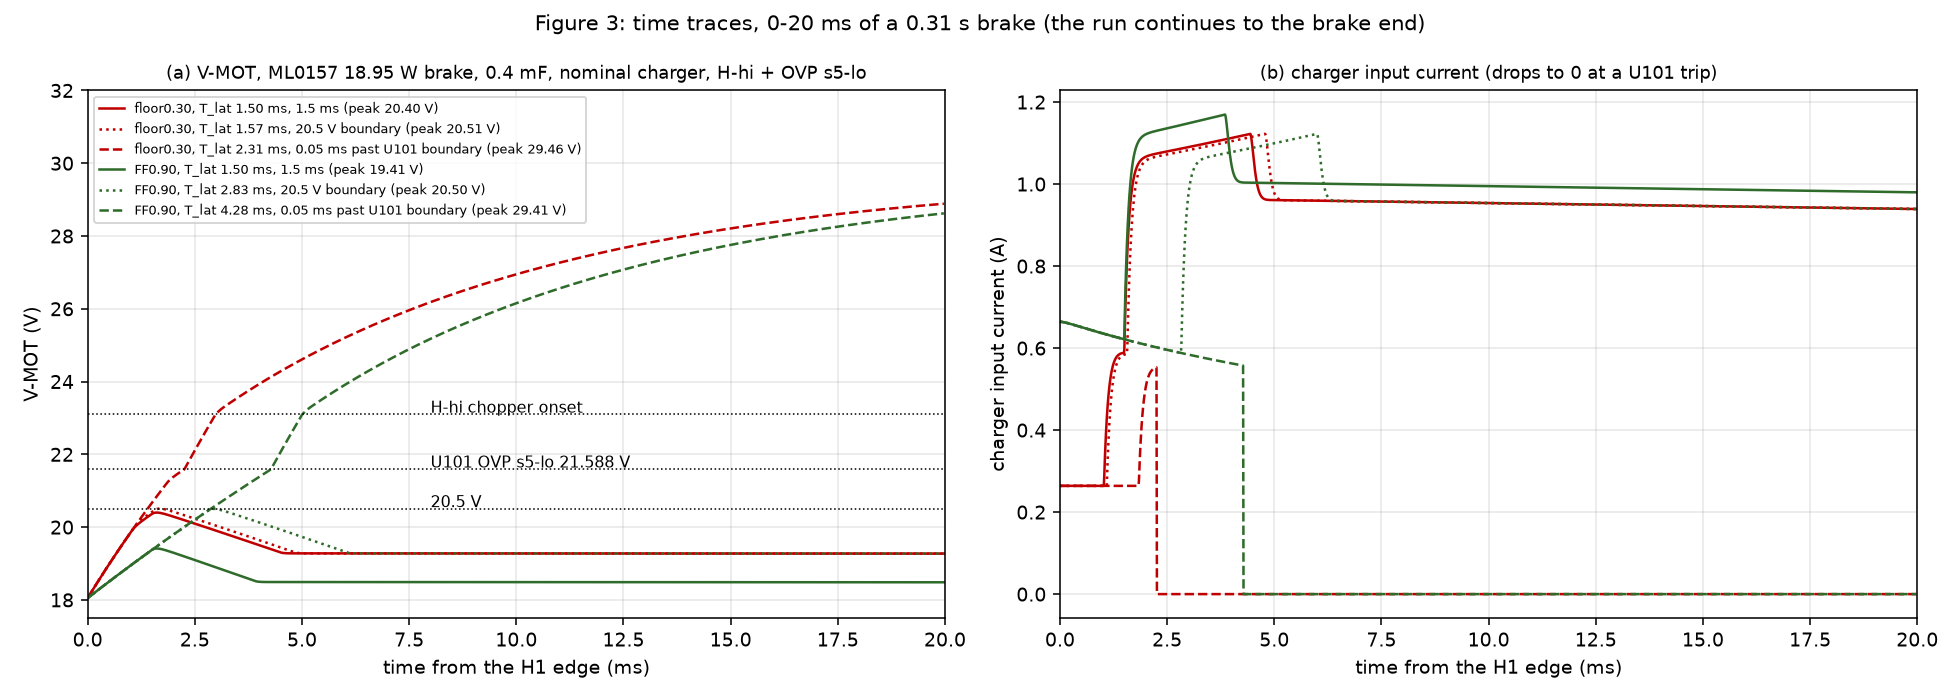 Figure 3: time traces, 0-20 ms of a 0.31 s brake (the run continues to the brake end)
(a) V-MOT, ML0157 18.95 W brake, 0.4 mF, nominal charger, H-hi + OVP s5-lo
floor0.30, T_lat 1.50 ms, 1.5 ms (peak 20.40 V)
floor0.30, T_lat 1.57 ms, 20.5 V boundary (peak 20.51 V)
floor0.30, T_lat 2.31 ms, 0.05 ms past U101 boundary (peak 29.46 V)
FF0.90, T_lat 1.50 ms, 1.5 ms (peak 19.41 V)
FF0.90, T_lat 2.83 ms, 20.5 V boundary (peak 20.50 V)
FF0.90, T_lat 4.28 ms, 0.05 ms past U101 boundary (peak 29.41 V)
H-hi chopper onset
U101 OVP s5-lo 21.588 V
20.5 V
V-MOT (V)
32
30
28
26
24
22
20
18
0.0 2.5 5.0 7.5 10.0 12.5 15.0 17.5 20.0
time from the H1 edge (ms)
(b) charger input current (drops to 0 at a U101 trip)
charger input current (A)
1.2
1.0
0.8
0.6
0.4
0.2
0.0
0.0 2.5 5.0 7.5 10.0 12.5 15.0 17.5 20.0
time from the H1 edge (ms)